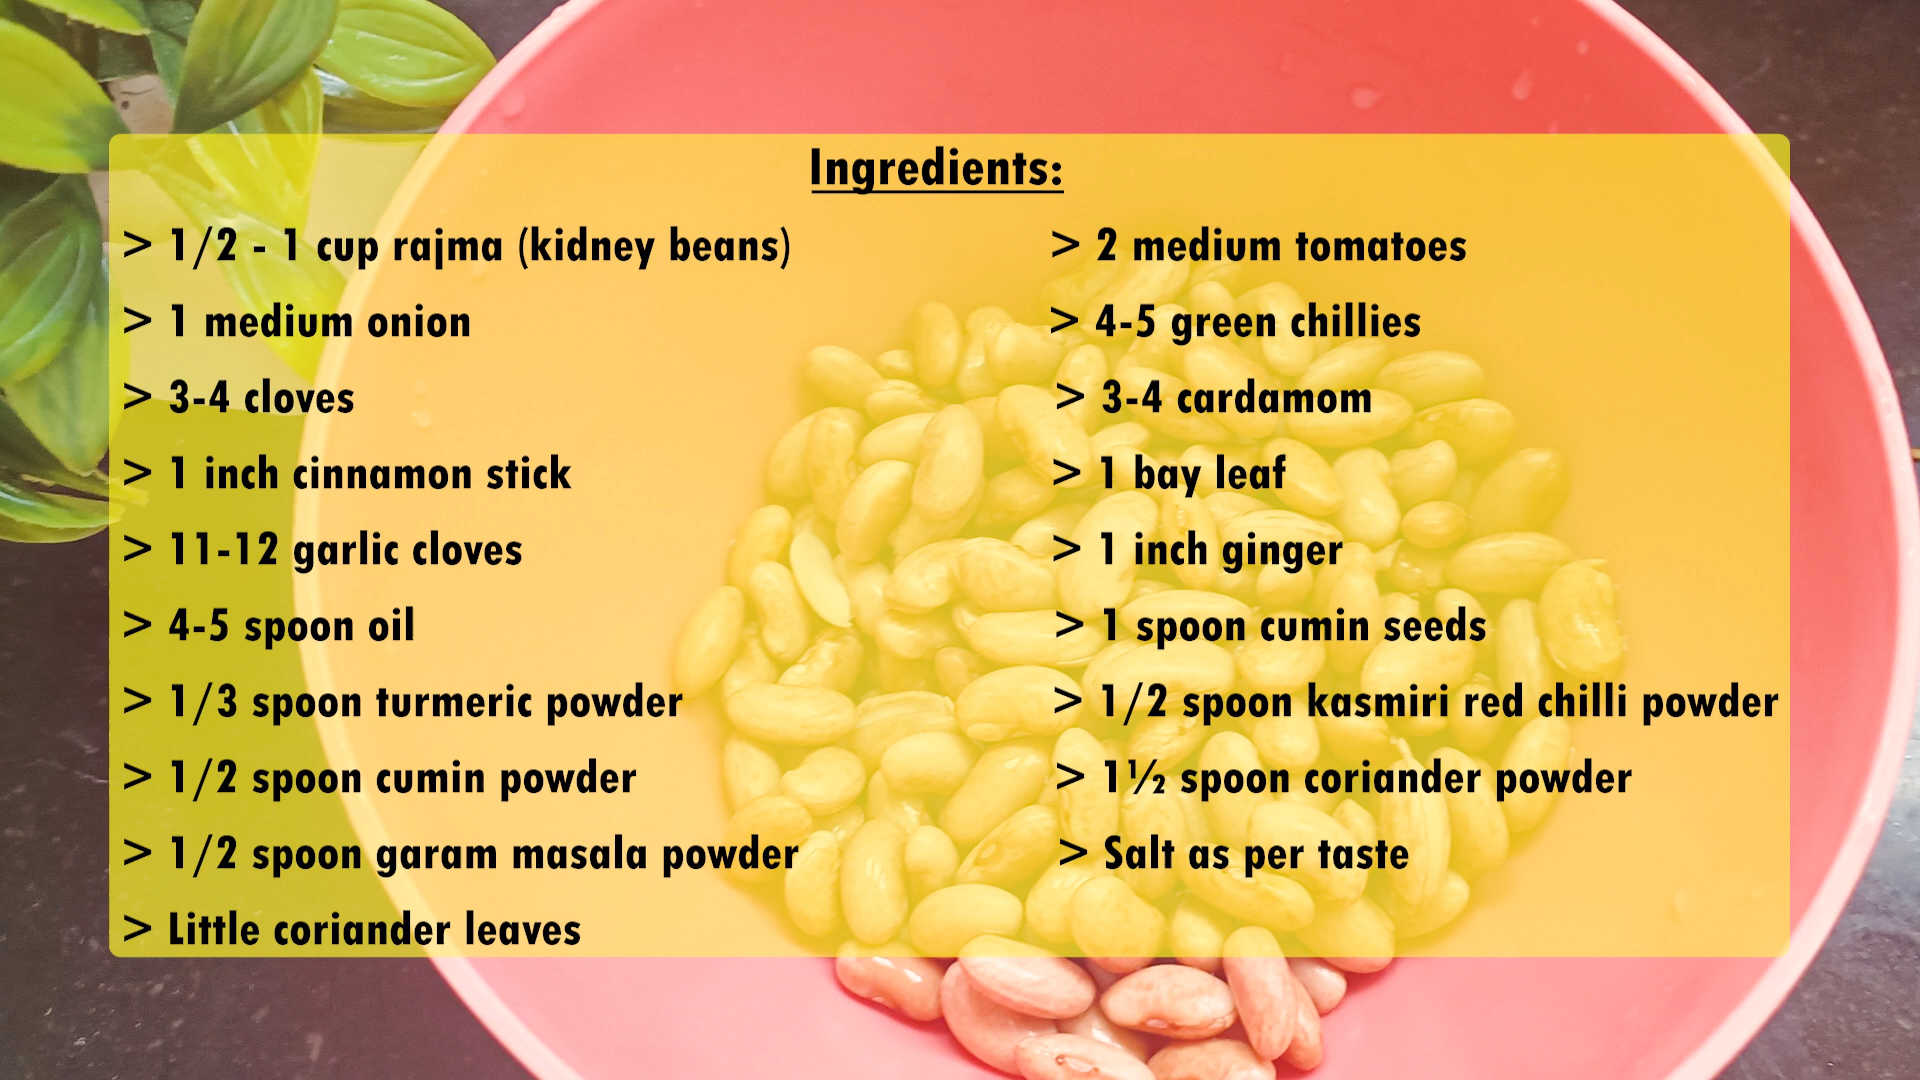 Ingredients:
> 1/2 - 1 cup rajma (kidney beans)
> 1 medium onion
> 3-4 cloves
> 1 inch cinnamon stick
> 11-12 garlic cloves
> 4-5 spoon oil
> 1/3 spoon turmeric powder
> 1/2 spoon cumin powder
> 1/2 spoon garam masala powder
> Little coriander leaves
> 2 medium tomatoes
> 4-5 green chillies
> 3-4 cardamom
> 1 bay leaf
> 1 inch ginger
> 1 spoon cumin seeds
> 1/2 spoon kasmiri red chilli powder
> 1½ spoon coriander powder
> Salt as per taste